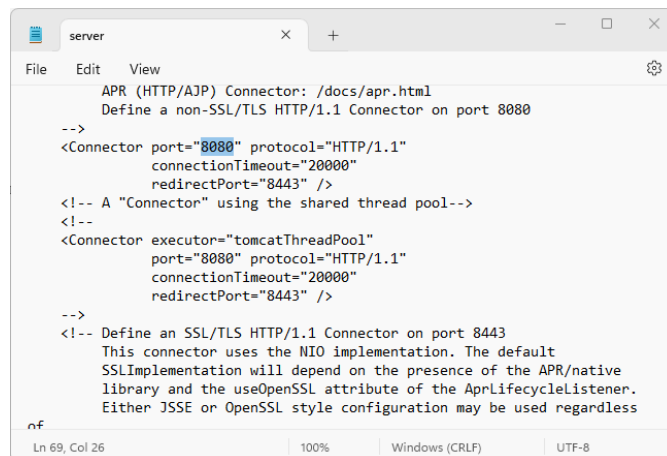 server
File Edit View
APR (HTTP/AJP) Connector: /docs/apr.html
Define a non-SSL/TLS HTTP/1.1 Connector on port 8080
-->
<Connector port="8080" protocol="HTTP/1.1"
connectionTimeout="20000"
redirectPort="8443" />
<!-- A "Connector" using the shared thread pool-->
<!--
<Connector executor="tomcatThreadPool"
port="8080" protocol="HTTP/1.1"
connectionTimeout="20000"
redirectPort="8443" />
-->
<!-- Define an SSL/TLS HTTP/1.1 Connector on port 8443
This connector uses the NIO implementation. The default
SSLImplementation will depend on the presence of the APR/native
library and the useOpenSSL attribute of the AprLifecycleListener.
Either JSSE or OpenSSL style configuration may be used regardless
of
Ln 69, Col 26 100% Windows (CRLF) UTF-8